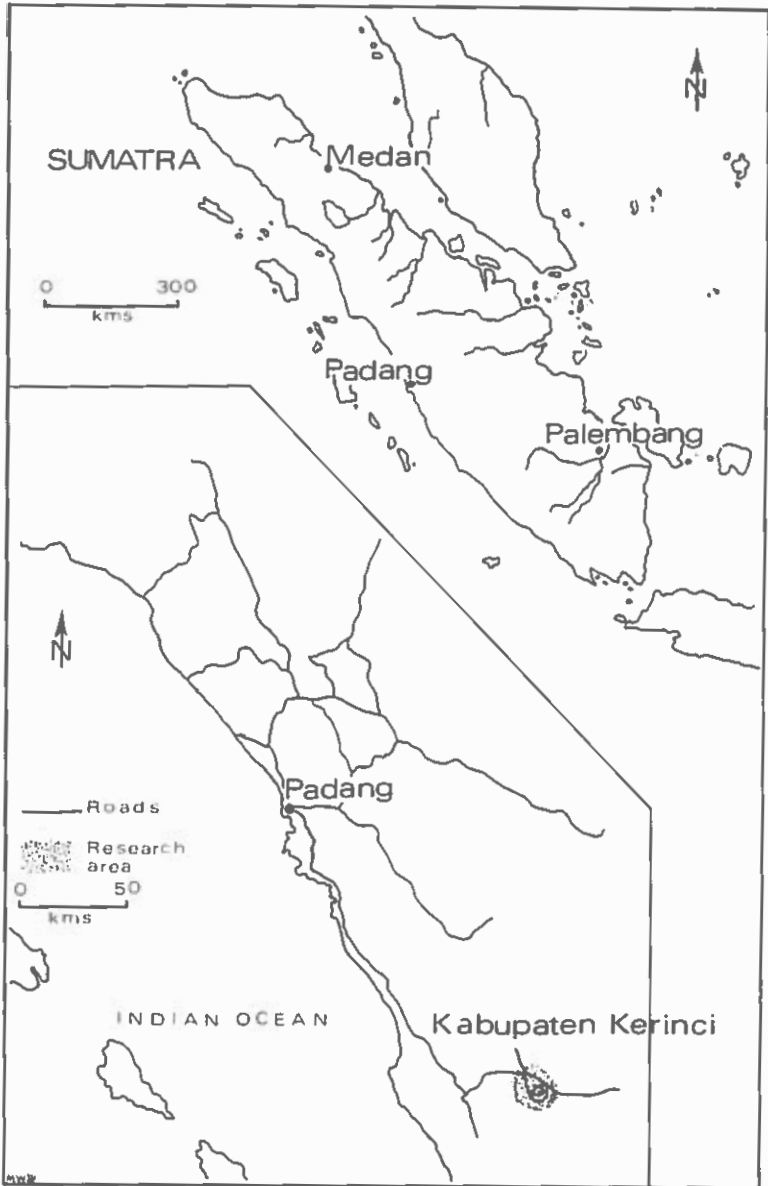 N
SUMATRA
Medan
0 300
kms
Padang
Palembang
N
Padang
Roads
Research
area
0 50
kms
INDIAN OCEAN
Kabupaten Kerinci